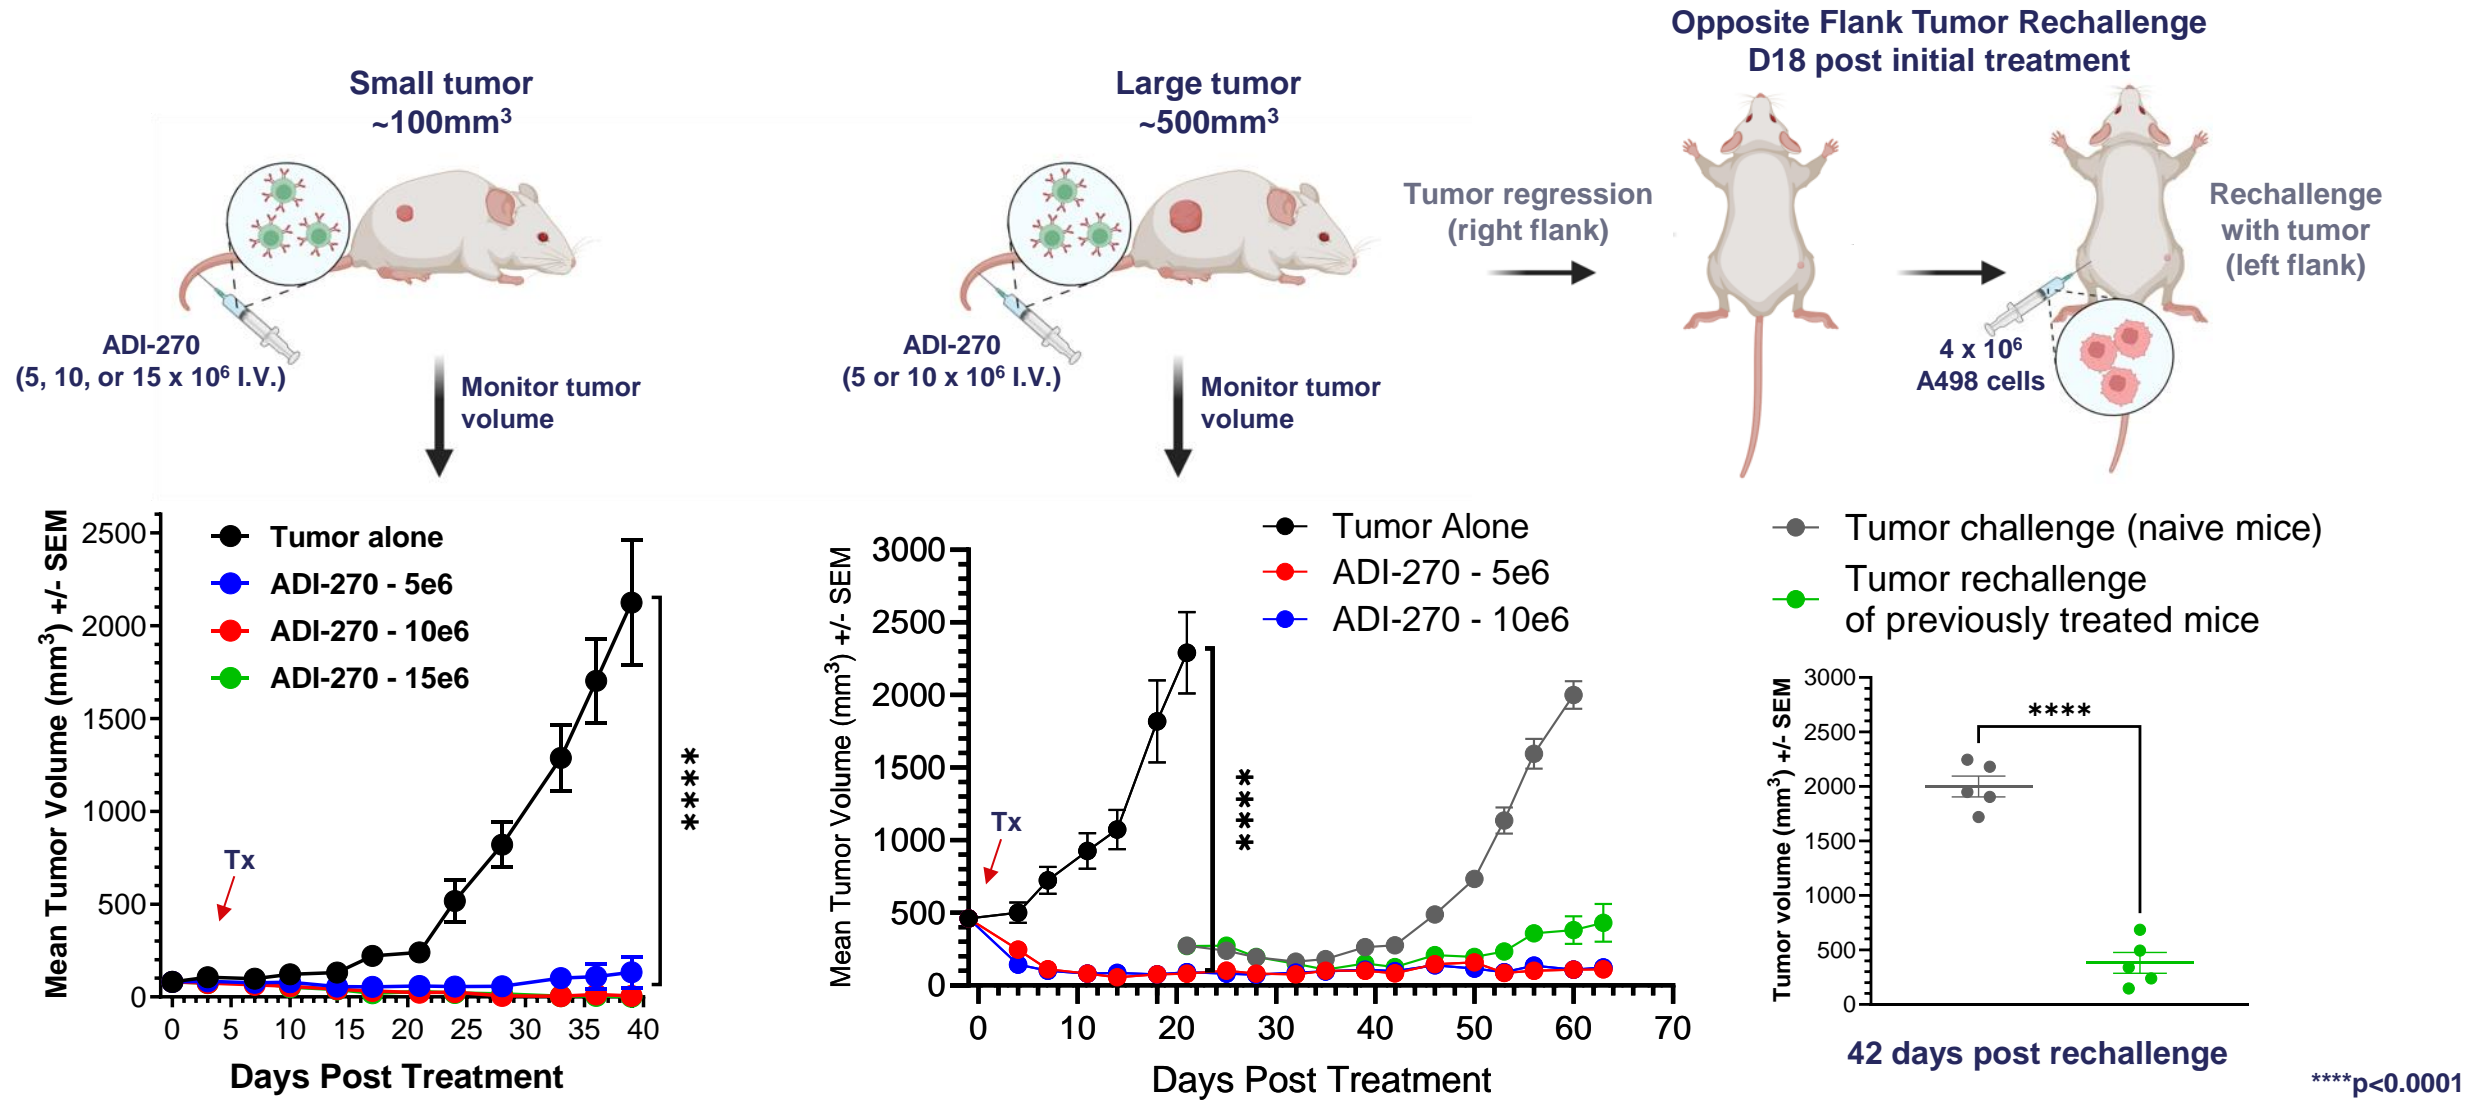 Opposite Flank Tumor Rechallenge
D18 post initial treatment
Small tumor
~100mm³
Large tumor
~500mm³
Tumor regression
(right flank)
Rechallenge
with tumor
(left flank)
ADI-270
(5, 10, or 15 x 10⁶ I.V.)
Monitor tumor
volume
ADI-270
(5 or 10 x 10⁶ I.V.)
Monitor tumor
volume
4 x 10⁶
A498 cells
Mean Tumor Volume (mm³) +/- SEM
2500
2000
1500
1000
500
0
Tumor alone
ADI-270 - 5e6
ADI-270 - 10e6
ADI-270 - 15e6
Tx
****
0 5 10 15 20 25 30 35 40
Days Post Treatment
Mean Tumor Volume (mm³) +/- SEM
3000
2500
2000
1500
1000
500
0
Tumor Alone
ADI-270 - 5e6
ADI-270 - 10e6
Tx
****
0 10 20 30 40 50 60 70
Days Post Treatment
Tumor challenge (naive mice)
Tumor rechallenge
of previously treated mice
Tumor volume (mm³) +/- SEM
3000
2500
2000
1500
1000
500
0
****
42 days post rechallenge
****p<0.0001